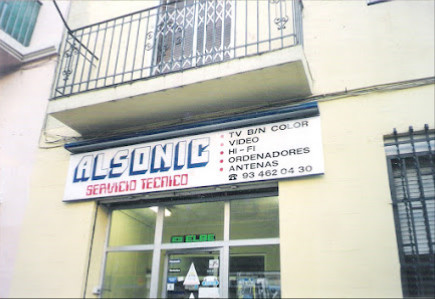 ALSONIC
SERVICIO TECNICO
TV B/N COLOR
VIDEO
HI-FI
ORDENADORES
ANTENAS
☎ 93 462 04 30